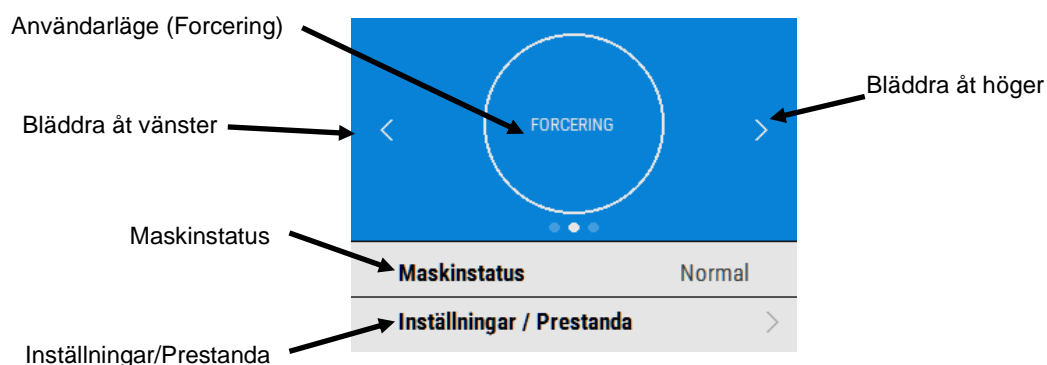 Användarläge (Forcering)
Bläddra åt höger
Bläddra åt vänster
FORCERING
Maskinstatus
Maskinstatus Normal
Inställningar / Prestanda
Inställningar/Prestanda